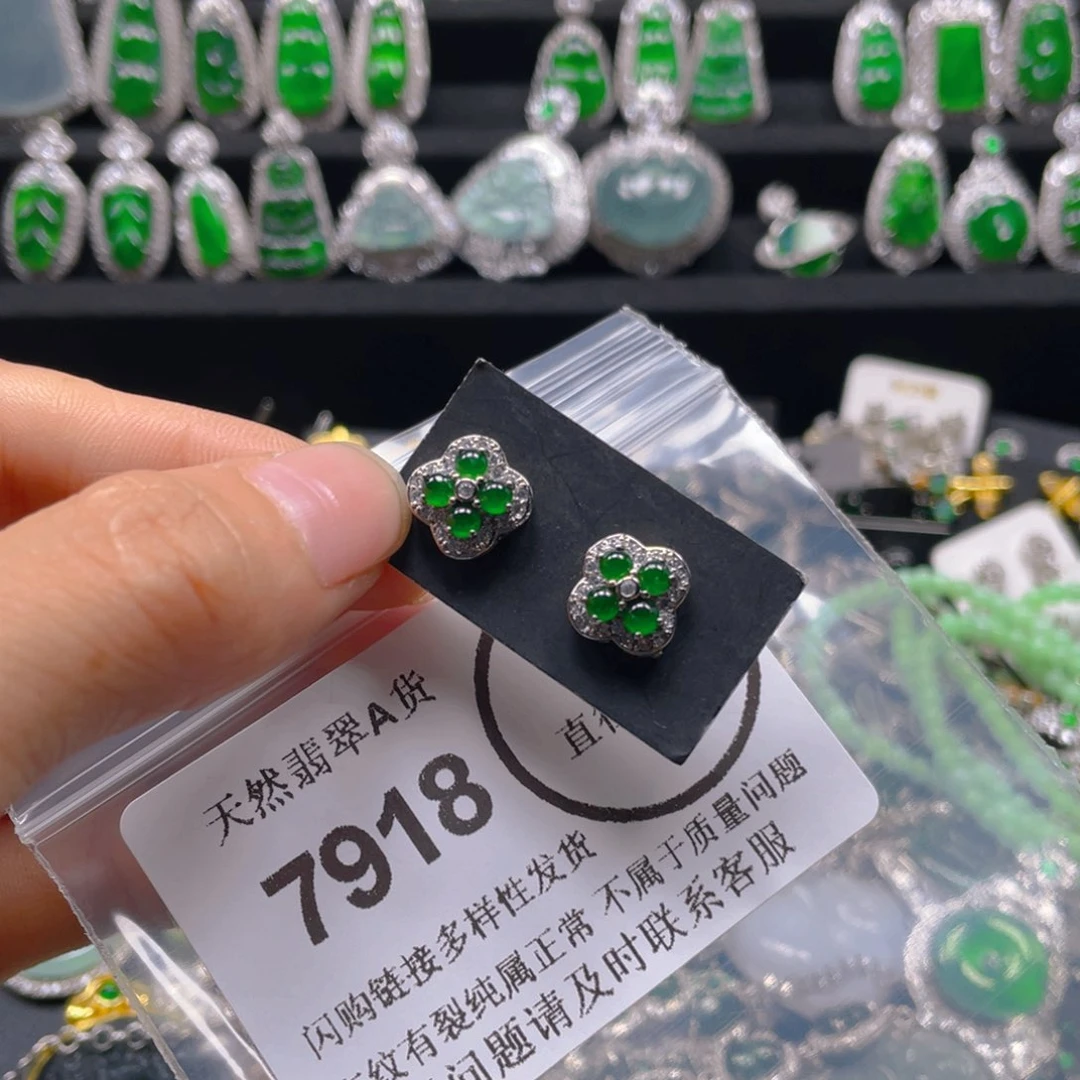 天然翡翠A货
7918
直径
闪购链接多样性发货
纹有裂纯属正常 不属于质量问题
问题请及时联系客服